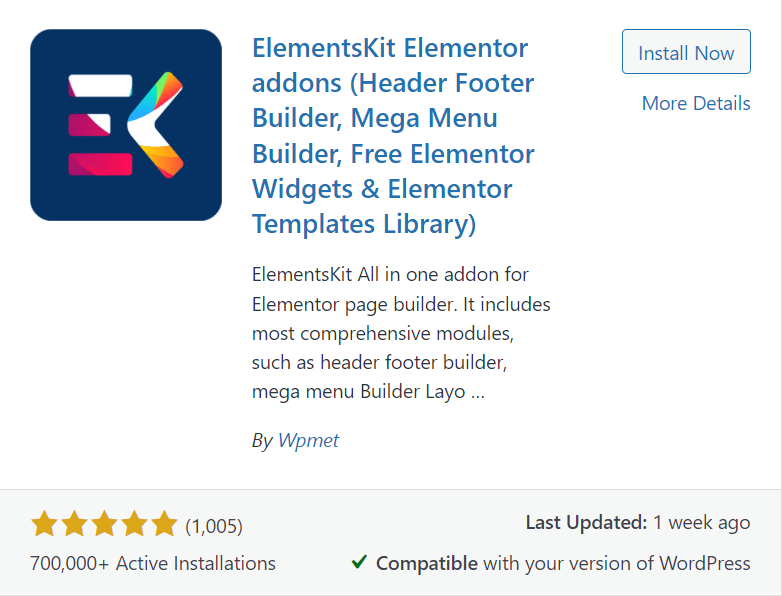 ElementsKit Elementor
addons (Header Footer
Builder, Mega Menu
Builder, Free Elementor
Widgets & Elementor
Templates Library)
Install Now
More Details
ElementsKit All in one addon for
Elementor page builder. It includes
most comprehensive modules,
such as header footer builder,
mega menu Builder Layo ...
By Wpmet
(1,005)
700,000+ Active Installations
Last Updated: 1 week ago
Compatible with your version of WordPress